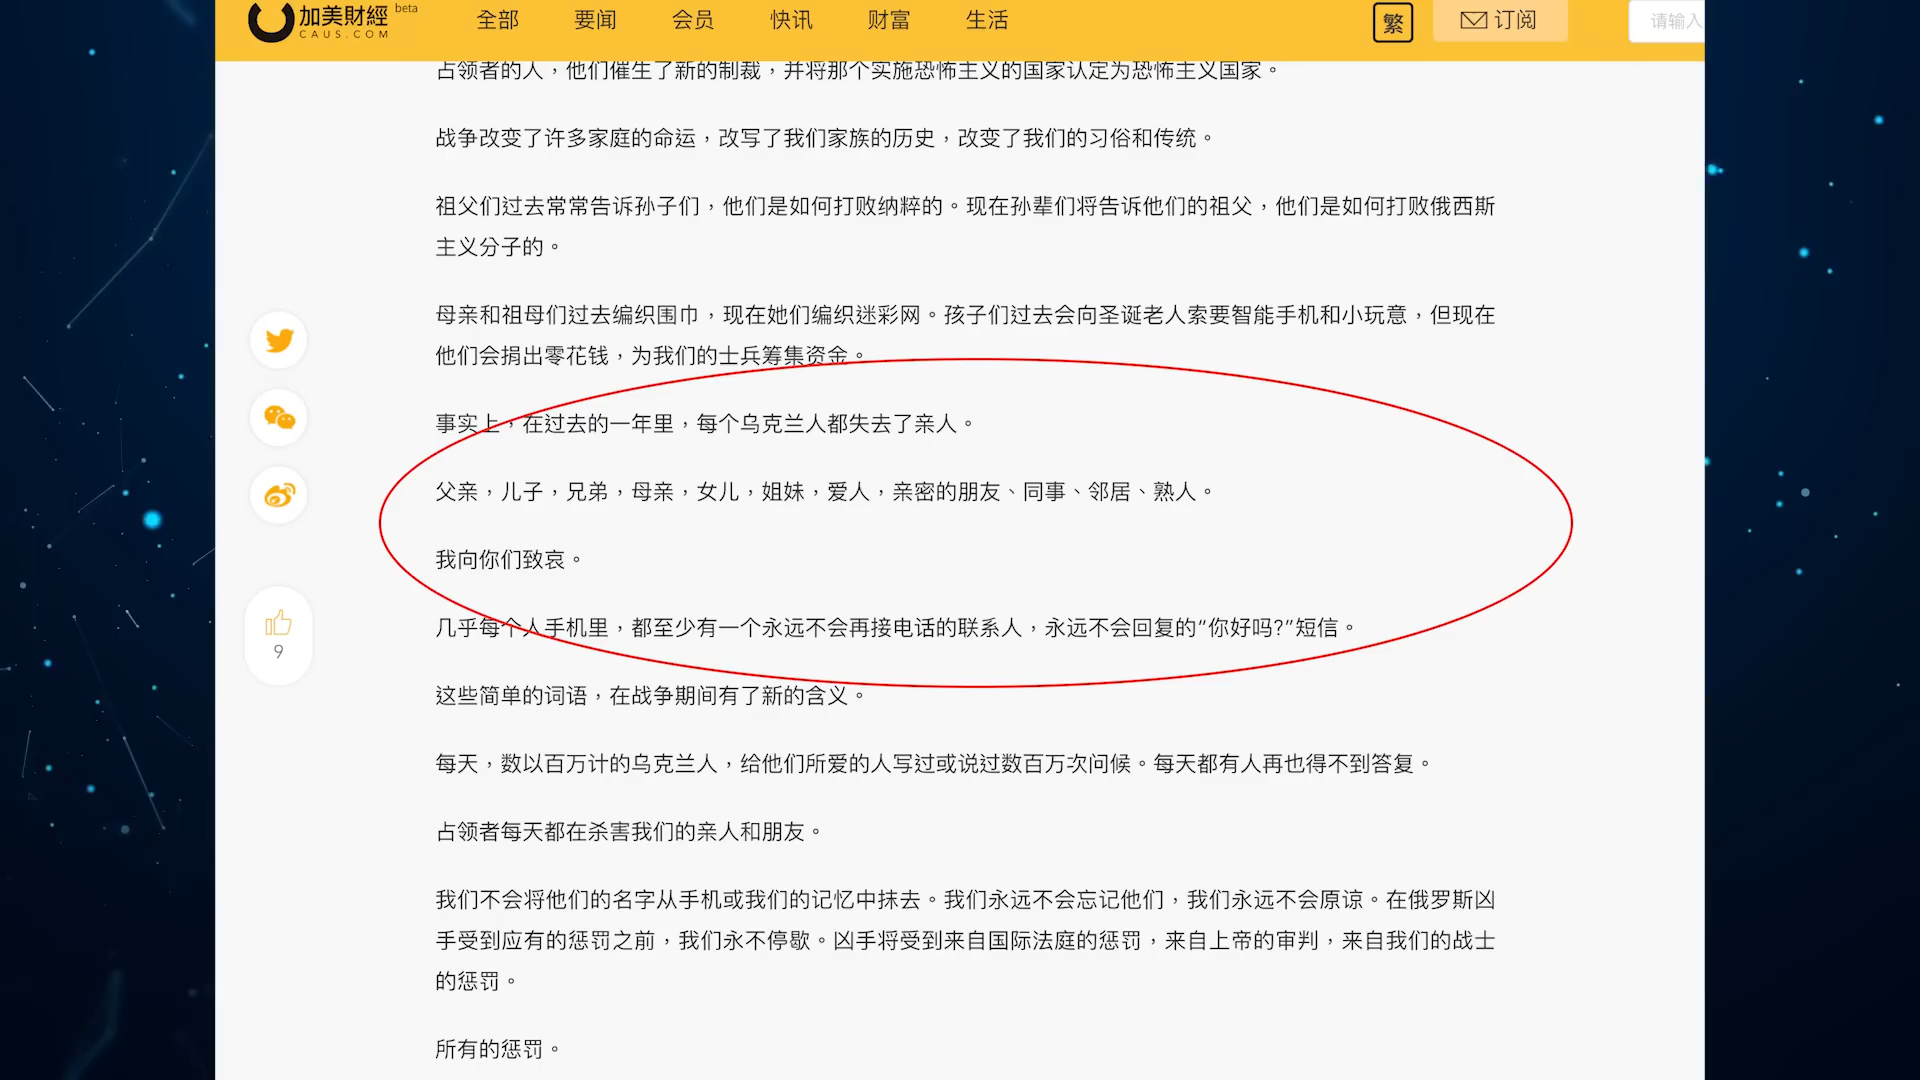 加美財經 beta
CAUS.COM
全部 要闻 会员 快讯 财富 生活 繁 订阅 请输入
占领者的人，他们催生了新的制裁，并将那个实施恐怖主义的国家认定为恐怖主义国家。
战争改变了许多家庭的命运，改写了我们家族的历史，改变了我们的习俗和传统。
祖父们过去常常告诉孙子们，他们是如何打败纳粹的。现在孙辈们将告诉他们的祖父，他们是如何打败俄西斯
主义分子的。
母亲和祖母们过去编织围巾，现在她们编织迷彩网。孩子们过去会向圣诞老人索要智能手机和小玩意，但现在
他们会捐出零花钱，为我们的士兵筹集资金。
事实上，在过去的一年里，每个乌克兰人都失去了亲人。
父亲，儿子，兄弟，母亲，女儿，姐妹，爱人，亲密的朋友、同事、邻居、熟人。
我向你们致哀。
几乎每个人手机里，都至少有一个永远不会再接电话的联系人，永远不会回复的"你好吗?"短信。
这些简单的词语，在战争期间有了新的含义。
每天，数以百万计的乌克兰人，给他们所爱的人写过或说过数百万次问候。每天都有人再也得不到答复。
占领者每天都在杀害我们的亲人和朋友。
我们不会将他们的名字从手机或我们的记忆中抹去。我们永远不会忘记他们，我们永远不会原谅。在俄罗斯凶
手受到应有的惩罚之前，我们永不停歇。凶手将受到来自国际法庭的惩罚，来自上帝的审判，来自我们的战士
的惩罚。
所有的惩罚。
9